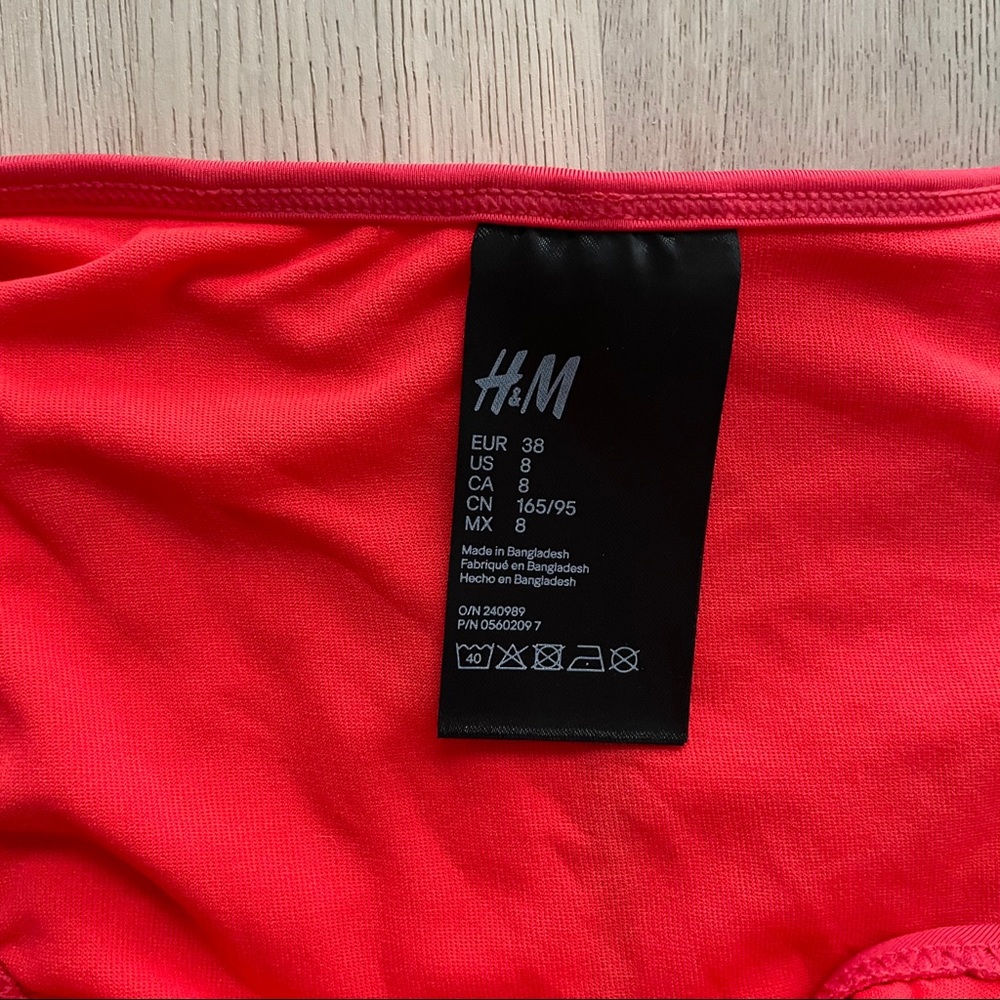 H&M
EUR 38
US 8
CA 8
CN 165/95
MX 8
Made in Bangladesh
Fabriqué en Bangladesh
Hecho en Bangladesh
O/N 240989
P/N 0560209 7
40